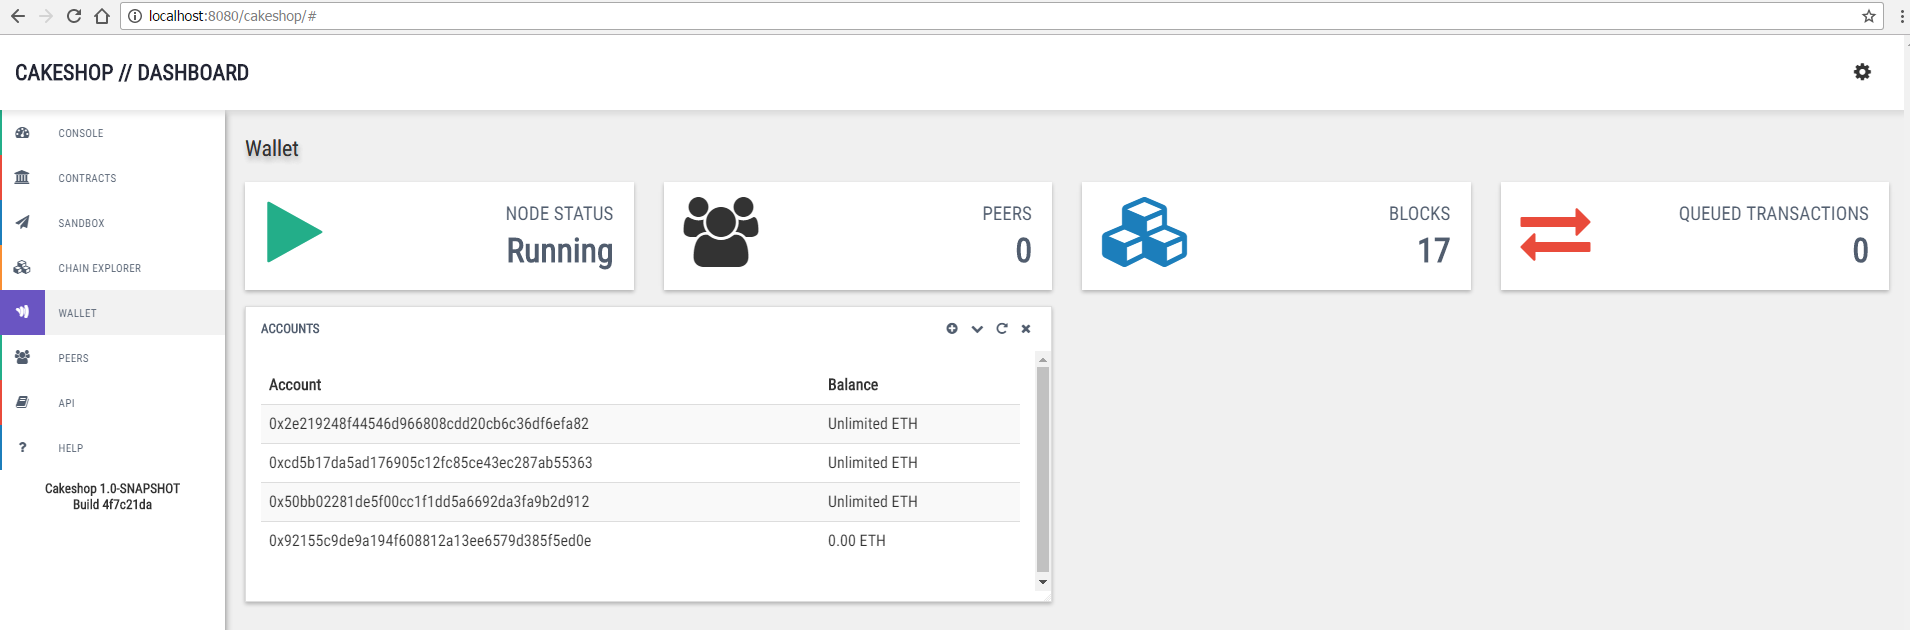 localhost:8080/cakeshop/#
CAKESHOP // DASHBOARD
CONSOLE
CONTRACTS
SANDBOX
CHAIN EXPLORER
WALLET
PEERS
API
? HELP
Cakeshop 1.0-SNAPSHOT
Build 4f7c21da
Wallet
NODE STATUS
Running
PEERS
0
BLOCKS
17
QUEUED TRANSACTIONS
0
ACCOUNTS
Account Balance
0x2e219248f44546d966808cdd20cb6c36df6efa82 Unlimited ETH
0xcd5b17da5ad176905c12fc85ce43ec287ab55363 Unlimited ETH
0x50bb02281de5f00cc1f1dd5a6692da3fa9b2d912 Unlimited ETH
0x92155c9de9a194f608812a13ee6579d385f5ed0e 0.00 ETH